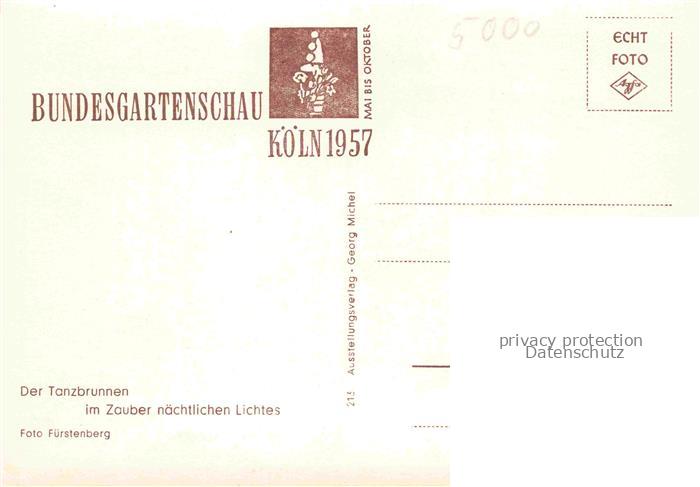 5000
ECHT
FOTO
Agfa
BUNDESGARTENSCHAU
MAI BIS OKTOBER
KÖLN 1957
215 Ausstellungsverlag - Georg Michel
privacy protection
Datenschutz
Der Tanzbrunnen
im Zauber nächtlichen Lichtes
Foto Fürstenberg